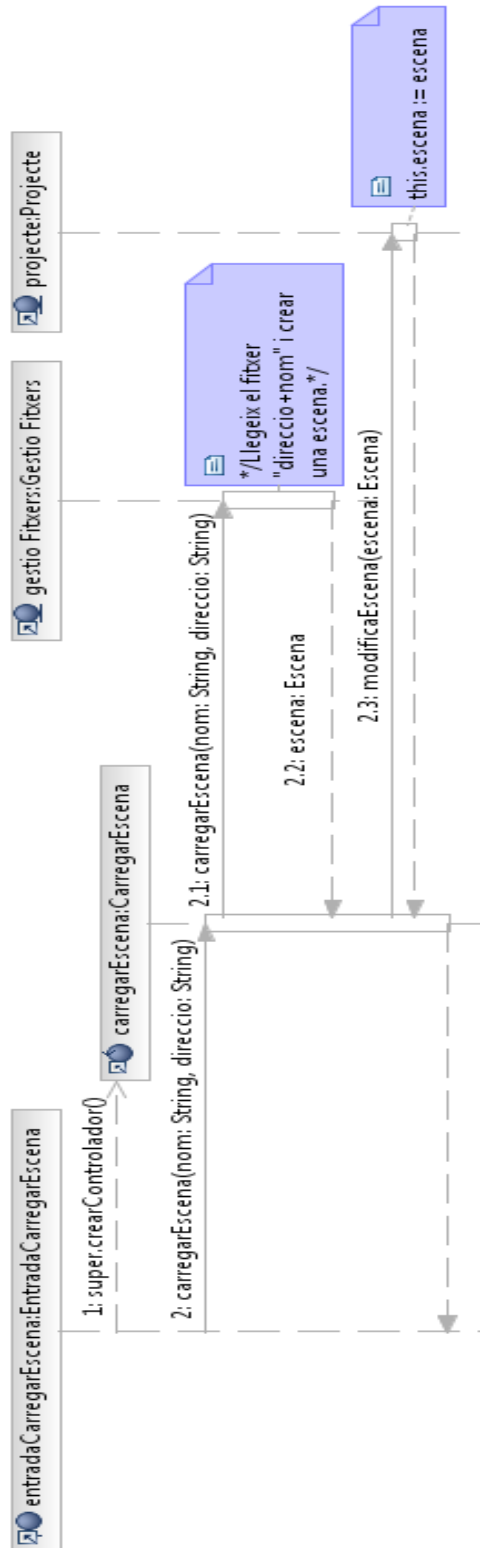 entradaCarregarEscena:EntradaCarregarEscena
gestio Fitxers:Gestio Fitxers
projecte:Projecte
1: super.crearControlador()
carregarEscena:CarregarEscena
2: carregarEscena(nom: String, direccio: String)
2.1: carregarEscena(nom: String, direccio: String)
*/Llegeix el fitxer
"direccio+nom" i crear
una escena.*/
2.2: escena: Escena
2.3: modificaEscena(escena: Escena)
this.escena := escena